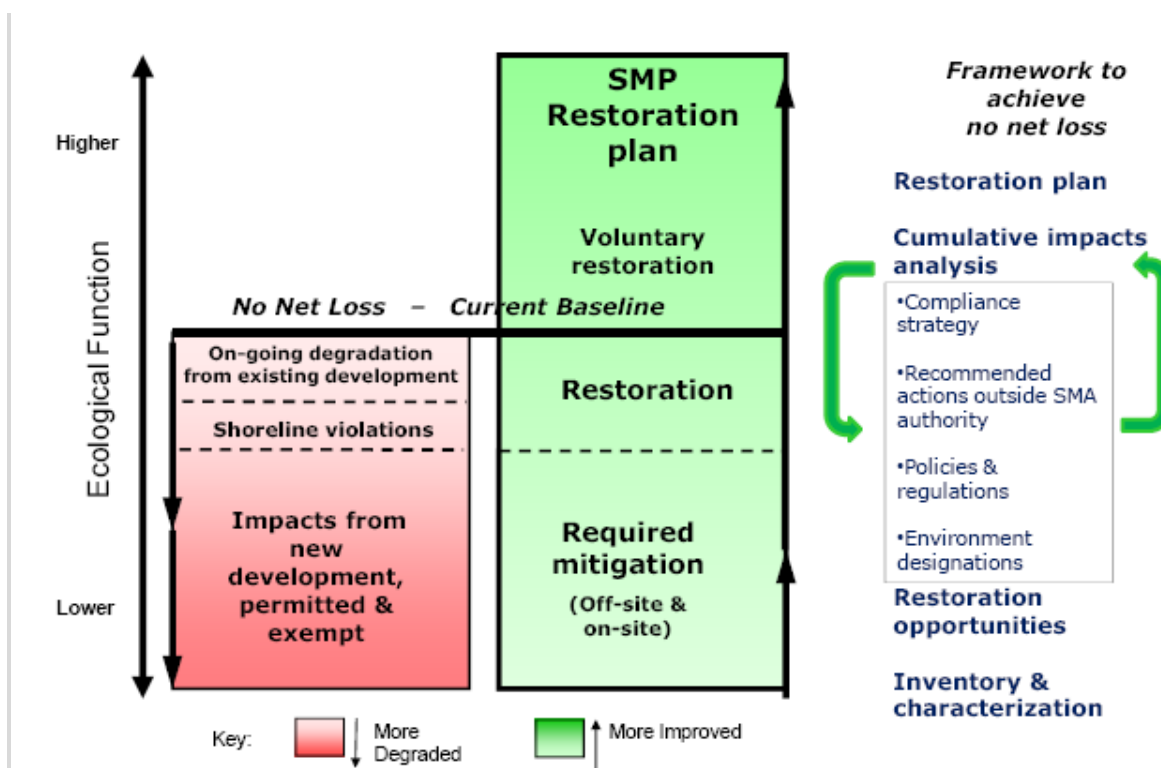 Ecological Function
Higher
Lower
SMP
Restoration
plan
Voluntary
restoration
No Net Loss – Current Baseline
On-going degradation
from existing development
Shoreline violations
Impacts from
new
development,
permitted &
exempt
Restoration
Required
mitigation
(Off-site &
on-site)
Framework to
achieve
no net loss
Restoration plan
Cumulative impacts
analysis
•Compliance
strategy
•Recommended
actions outside SMA
authority
•Policies &
regulations
•Environment
designations
Restoration
opportunities
Inventory &
characterization
Key:
More
Degraded
More Improved